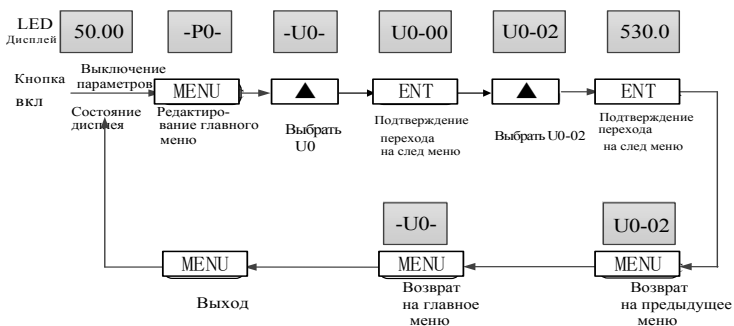 LED
Дисплей
50.00
-P0-
-U0-
U0-00
U0-02
530.0
Кнопка
вкл
Выключение
параметров
MENU
▲
ENT
▲
ENT
Состояние
дисплея
Редактиро-
вание главного
меню
Выбрать
U0
Подтверждение
перехода
на след меню
Выбрать U0-02
Подтверждение
перехода
на след меню
-U0-
U0-02
MENU
MENU
MENU
Выход
Возврат
на главное
меню
Возврат
на предыдущее
меню